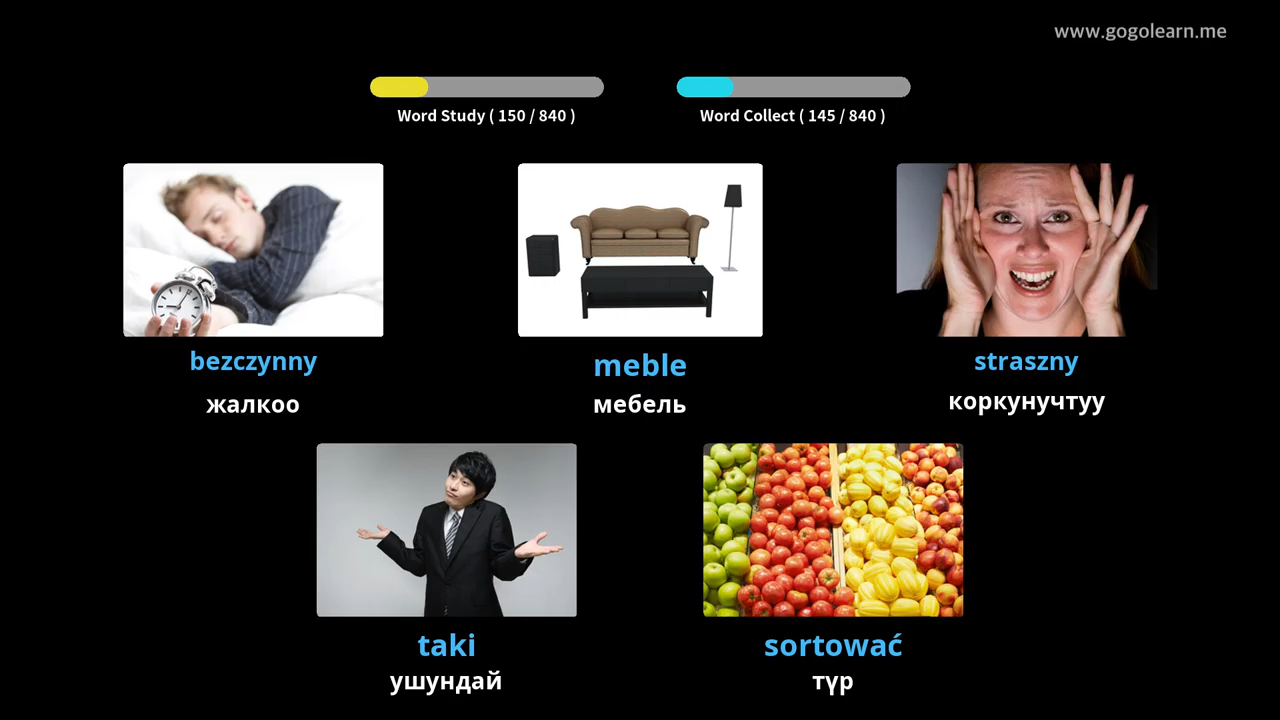 www.gogolearn.me
Word Study ( 150 / 840 )
Word Collect ( 145 / 840 )
bezczynny
жалкоо
meble
мебель
straszny
коркунучтуу
taki
ушундай
sortować
түр